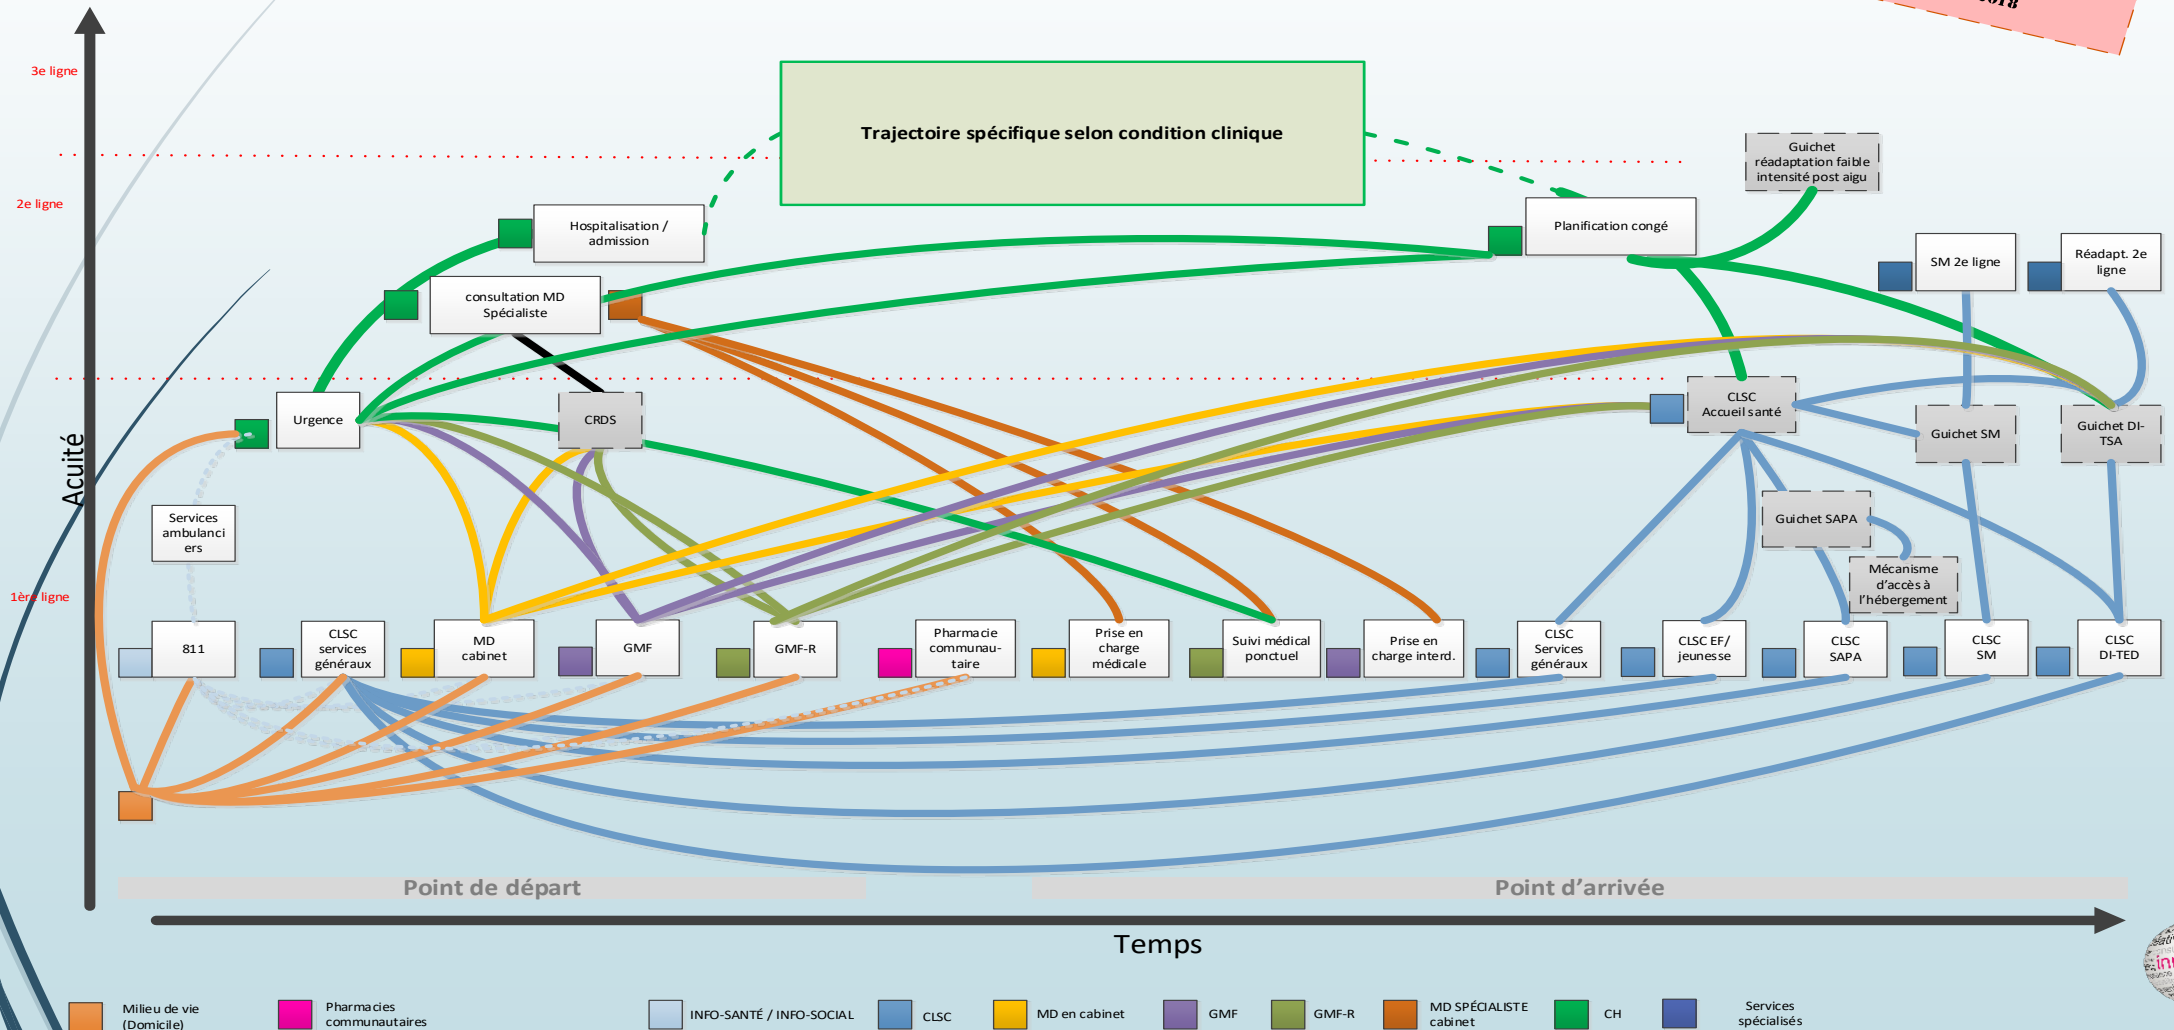 3e ligne
Trajectoire spécifique selon condition clinique
Guichet
réadaptation faible
intensité post aigu
2e ligne
Hospitalisation /
admission
Planification congé
SM 2e ligne
Réadapt. 2e
ligne
consultation MD
Spécialiste
Urgence
CRDS
CLSC
Accueil santé
Guichet SM
Guichet DI-
TSA
Acuité
Services
ambulanci
ers
Guichet SAPA
Mécanisme
d’accès à
l’hébergement
1ère ligne
811
CLSC
services
généraux
MD
cabinet
GMF
GMF-R
Pharmacie
communau-
taire
Prise en
charge
médicale
Suivi médical
ponctuel
Prise en
charge interd.
CLSC
Services
généraux
CLSC EF/
jeunesse
CLSC
SAPA
CLSC
SM
CLSC
DI-TED
Point de départ
Point d’arrivée
Temps
Milieu de vie
(Domicile)
Pharmacies
communautaires
INFO-SANTÉ / INFO-SOCIAL
CLSC
MD en cabinet
GMF
GMF-R
MD SPÉCIALISTE
cabinet
CH
Services
spécialisés